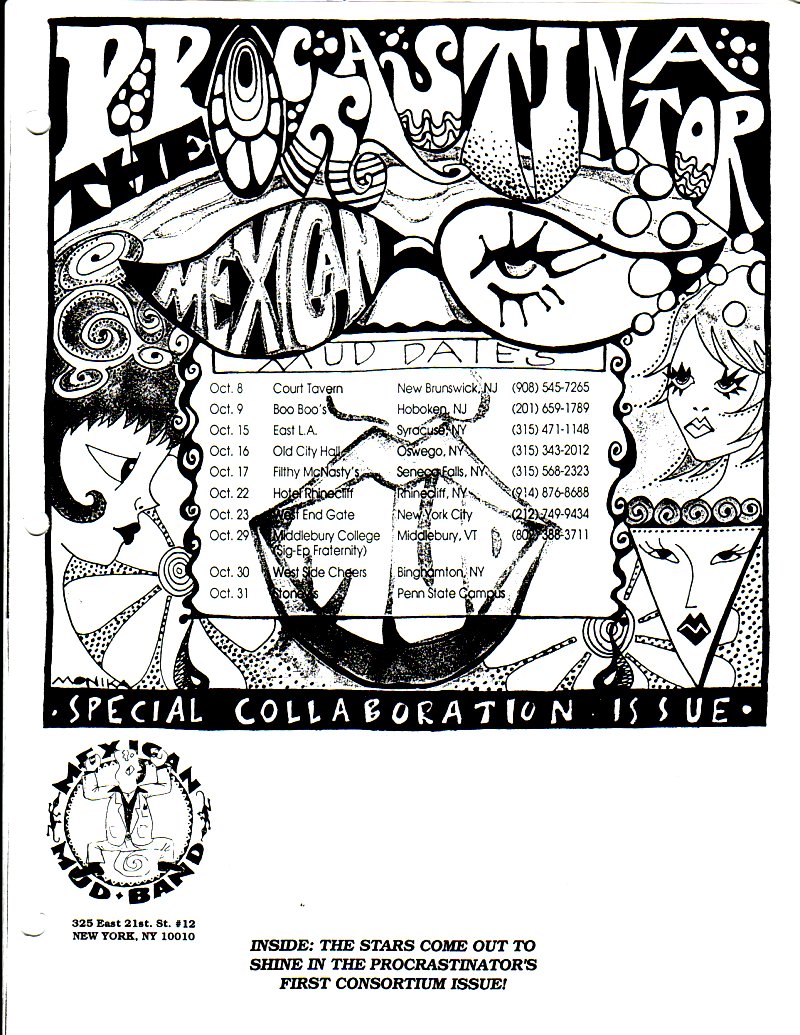 THE
PROCRASTINATOR
MEXICAN
MUD DATES
Oct. 8 Court Tavern New Brunswick, NJ (908) 545-7265
Oct. 9 Boo Boo's Hoboken, NJ (201) 659-1789
Oct. 15 East L.A. Syracuse, NY (315) 471-1148
Oct. 16 Old City Hall Oswego, NY (315) 343-2012
Oct. 17 Filthy McNasty's Seneca Falls, NY (315) 568-2323
Oct. 22 Hotel Rhinecliff Rhinecliff, NY (914) 876-8688
Oct. 23 West End Gate New York City (212) 749-9434
Oct. 29 Middlebury College Middlebury, VT (802) 388-3711
(Sig-Ep Fraternity)
Oct. 30 West Side Cheers Binghamton, NY
Oct. 31 Penn State Campus
MONIKA
·SPECIAL COLLABORATION ISSUE·
MEXICAN
MUD·BAND
325 East 21st. St. #12
NEW YORK, NY 10010
INSIDE: THE STARS COME OUT TO
SHINE IN THE PROCRASTINATOR'S
FIRST CONSORTIUM ISSUE!